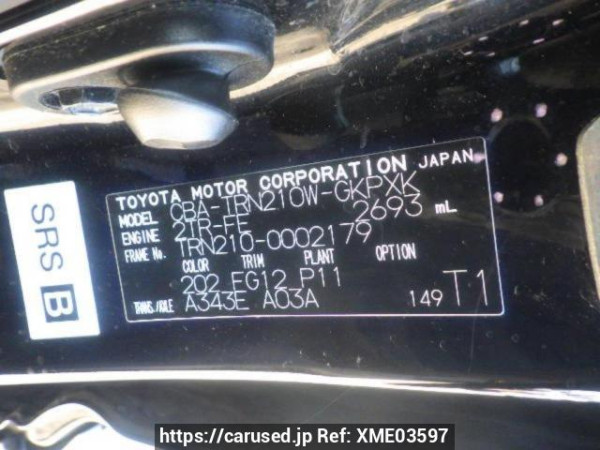 SRS B
TOYOTA MOTOR CORPORATION JAPAN
MODEL CBA-TRN210W-GKPXK
ENGINE 2TR-FE 2693 mL
FRAME No. TRN210-0002179
COLOR TRIM PLANT OPTION
202 FG12 P11
TRANS./AXLE A343E A03A 149 T1
https://carused.jp Ref: XME03597